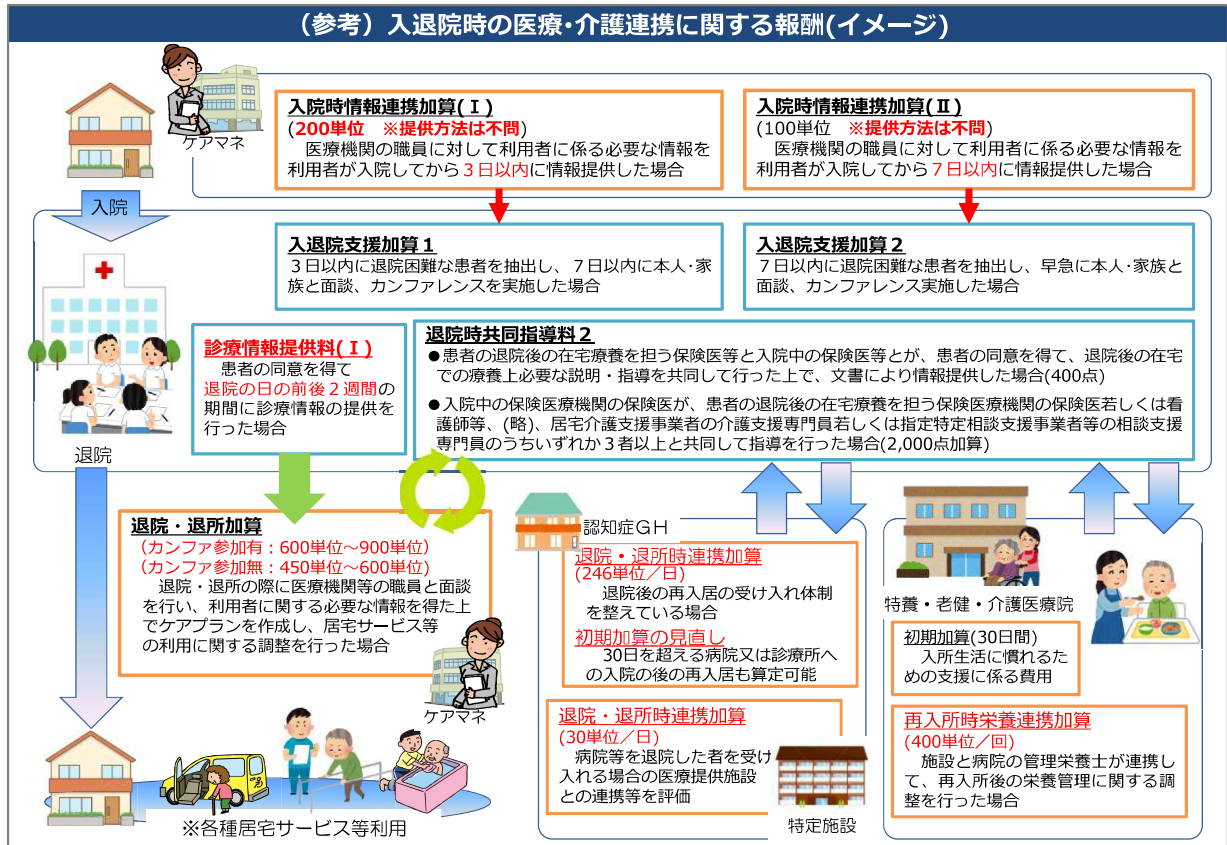 （参考）入退院時の医療・介護連携に関する報酬(イメージ)
ケアマネ
入院時情報連携加算(Ⅰ)
(200単位　※提供方法は不問)
医療機関の職員に対して利用者に係る必要な情報を
利用者が入院してから３日以内に情報提供した場合
入院時情報連携加算(Ⅱ)
(100単位　※提供方法は不問)
医療機関の職員に対して利用者に係る必要な情報を
利用者が入院してから７日以内に情報提供した場合
入院
入退院支援加算１
３日以内に退院困難な患者を抽出し、７日以内に本人・家
族と面談、カンファレンスを実施した場合
入退院支援加算２
７日以内に退院困難な患者を抽出し、早急に本人・家族と
面談、カンファレンス実施した場合
診療情報提供料(Ⅰ)
患者の同意を得て
退院の日の前後２週間の
期間に診療情報の提供を
行った場合
退院時共同指導料２
●患者の退院後の在宅療養を担う保険医等と入院中の保険医等とが、患者の同意を得て、退院後の在宅
での療養上必要な説明・指導を共同して行った上で、文書により情報提供した場合(400点)
●入院中の保険医療機関の保険医が、患者の退院後の在宅療養を担う保険医療機関の保険医若しくは看
護師等、(略)、居宅介護支援事業者の介護支援専門員若しくは指定特定相談支援事業者等の相談支援
専門員のうちいずれか３者以上と共同して指導を行った場合(2,000点加算)
退院
退院・退所加算
（カンファ参加有：600単位～900単位）
（カンファ参加無：450単位～600単位)
退院・退所の際に医療機関等の職員と面談
を行い、利用者に関する必要な情報を得た上
でケアプランを作成し、居宅サービス等
の利用に関する調整を行った場合
ケアマネ
※各種居宅サービス等利用
認知症ＧＨ
退院・退所時連携加算
(246単位／日)
退院後の再入居の受け入れ体制
を整えている場合
初期加算の見直し
30日を超える病院又は診療所へ
の入院の後の再入居も算定可能
退院・退所時連携加算
(30単位／日)
病院等を退院した者を受け
入れる場合の医療提供施設
との連携等を評価
特定施設
特養・老健・介護医療院
初期加算(30日間)
入所生活に慣れるた
めの支援に係る費用
再入所時栄養連携加算
(400単位／回)
施設と病院の管理栄養士が連携し
て、再入所後の栄養管理に関する調
整を行った場合